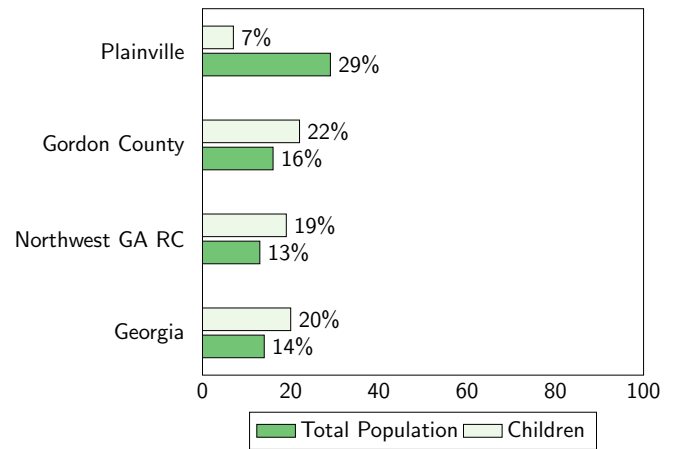 Plainville
7%
29%
Gordon County
22%
16%
Northwest GA RC
19%
13%
Georgia
20%
14%
0 20 40 60 80 100
Total Population Children